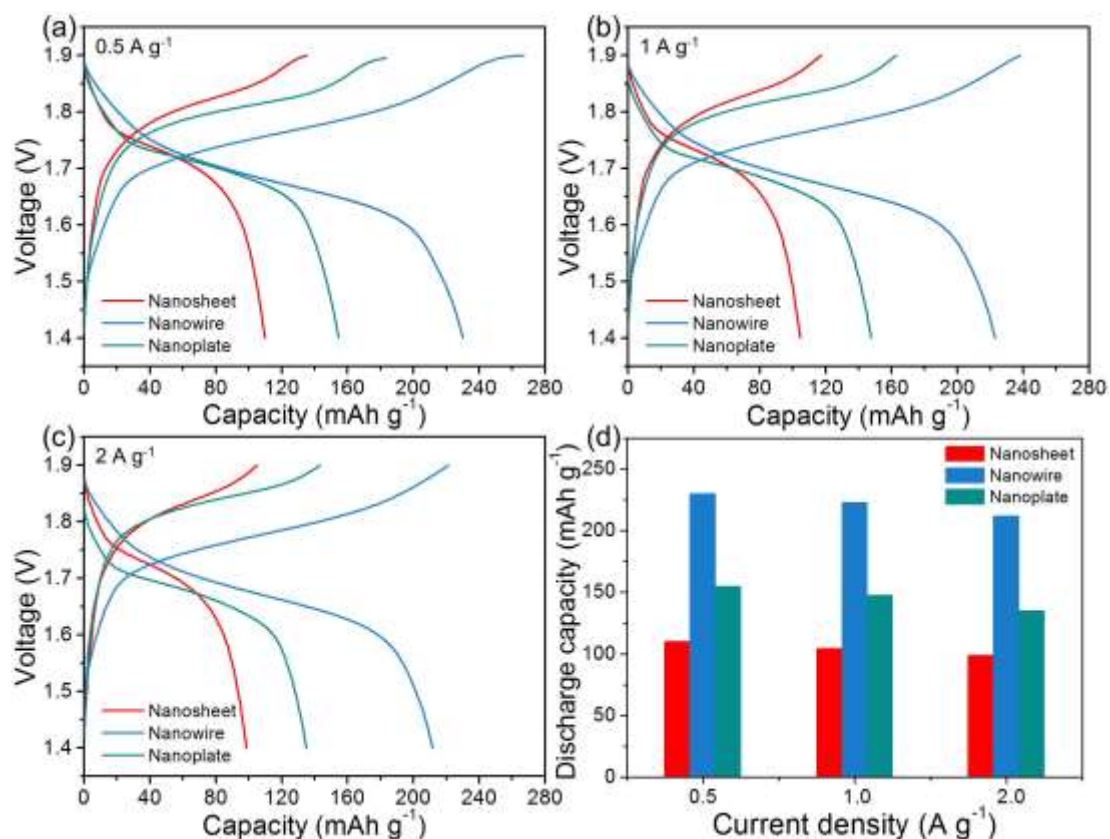 (a)
0.5 A g⁻¹
1.9
1.8
1.7
1.6
1.5
1.4
Voltage (V)
Nanosheet
Nanowire
Nanoplate
0 40 80 120 160 200 240 280
Capacity (mAh g⁻¹)
(b)
1 A g⁻¹
1.9
1.8
1.7
1.6
1.5
1.4
Voltage (V)
Nanosheet
Nanowire
Nanoplate
0 40 80 120 160 200 240 280
Capacity (mAh g⁻¹)
(c)
2 A g⁻¹
1.9
1.8
1.7
1.6
1.5
1.4
Voltage (V)
Nanosheet
Nanowire
Nanoplate
0 40 80 120 160 200 240 280
Capacity (mAh g⁻¹)
(d)
250
200
150
100
50
0
Discharge capacity (mAh g⁻¹)
Nanosheet
Nanowire
Nanoplate
0.5 1.0 2.0
Current density (A g⁻¹)